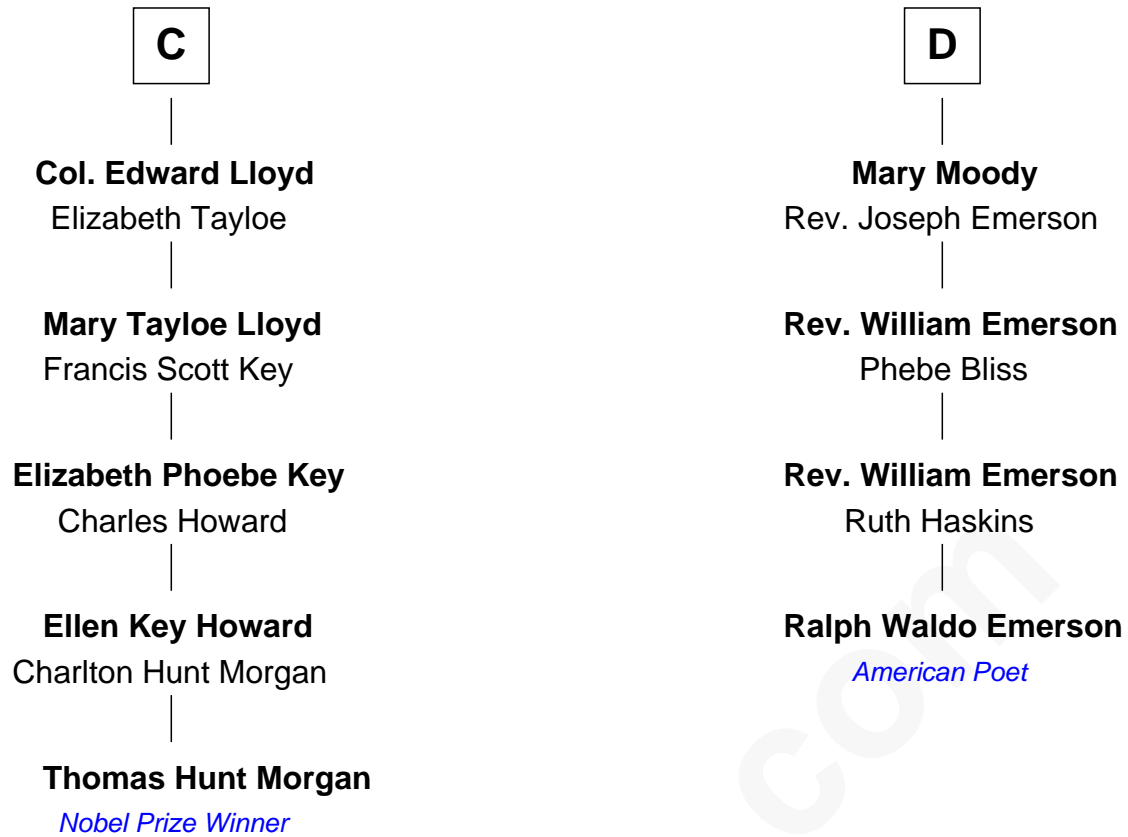 C
Col. Edward Lloyd
Elizabeth Tayloe
Mary Tayloe Lloyd
Francis Scott Key
Elizabeth Phoebe Key
Charles Howard
Ellen Key Howard
Charlton Hunt Morgan
Thomas Hunt Morgan
Nobel Prize Winner
D
Mary Moody
Rev. Joseph Emerson
Rev. William Emerson
Phebe Bliss
Rev. William Emerson
Ruth Haskins
Ralph Waldo Emerson
American Poet
com